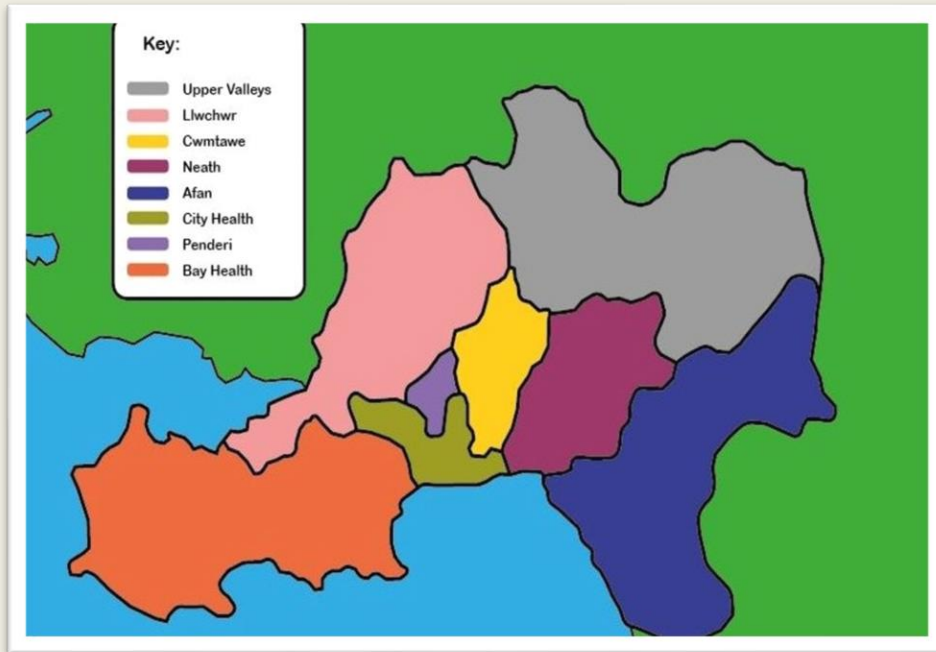 Key:
Upper Valleys
Llwchwr
Cwmtawe
Neath
Afan
City Health
Penderi
Bay Health